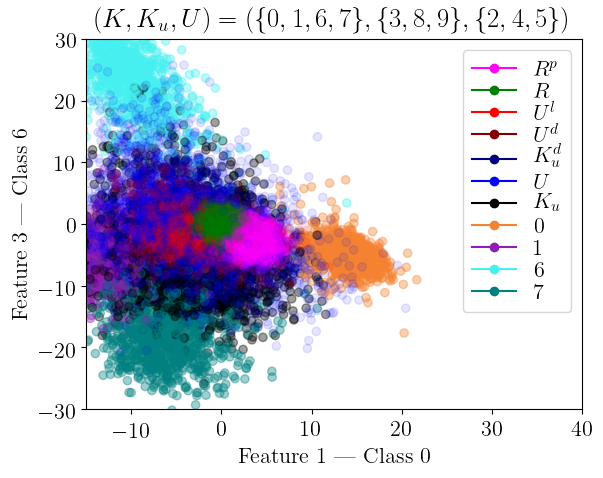 (K, K_u, U) = ({0, 1, 6, 7}, {3, 8, 9}, {2, 4, 5})
30
20
10
0
−10
−20
−30
Feature 3 — Class 6
R^p
R
U^l
U^d
K_u^d
U
K_u
0
1
6
7
−10
0
10
20
30
40
Feature 1 — Class 0